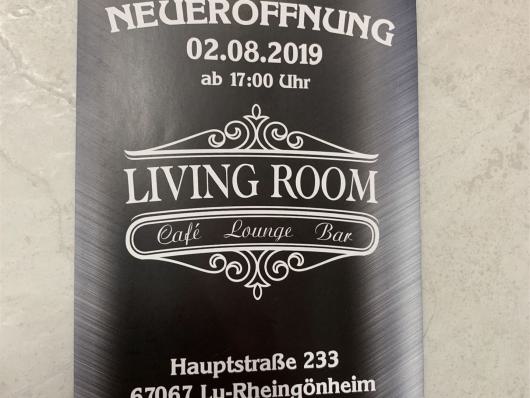 NEUERÖFFNUNG
02.08.2019
ab 17:00 Uhr
LIVING ROOM
Café Lounge Bar
Hauptstraße 233
67067 Lu-Rheingönheim